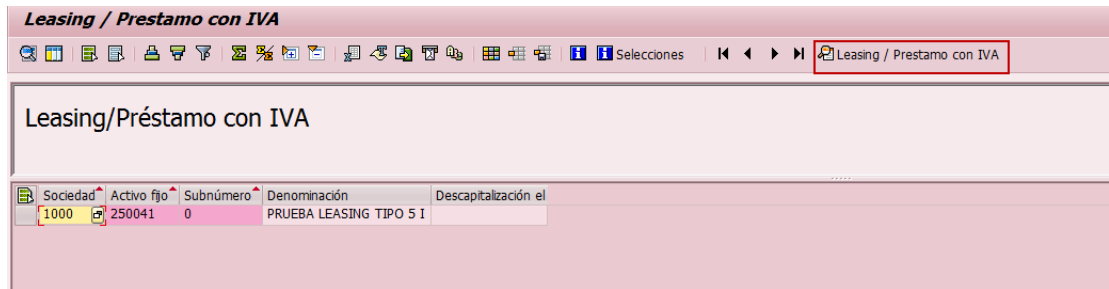 Leasing / Prestamo con IVA
Selecciones Leasing / Prestamo con IVA
Leasing/Préstamo con IVA
Sociedad Activo fijo Subnúmero Denominación Descapitalización el
1000 250041 0 PRUEBA LEASING TIPO 5 I